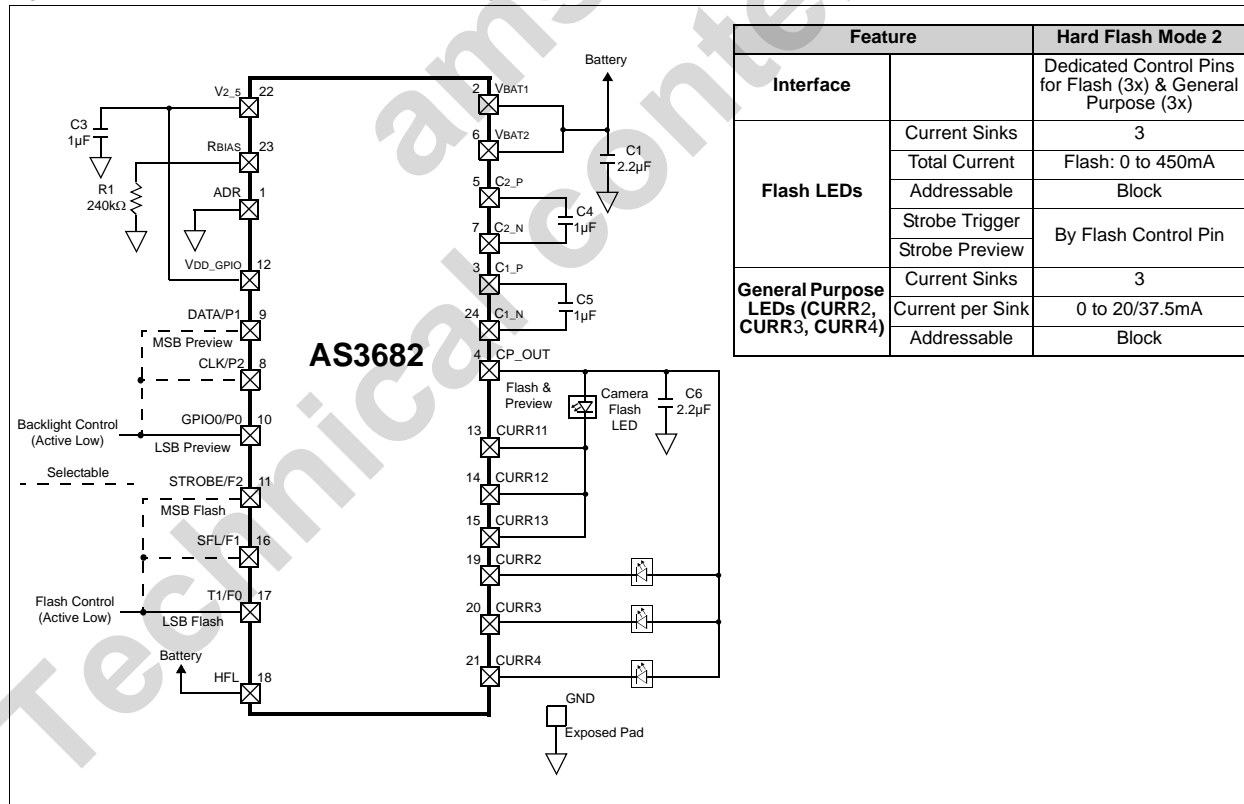 Battery
V2_5 22
2 VBAT1
C3
1µF
RBIAS 23
6 VBAT2
C1
2.2µF
R1
240kΩ
ADR 1
5 C2_P
C4
1µF
7 C2_N
VDD_GPIO 12
3 C1_P
C5
1µF
DATA/P1 9
24 C1_N
MSB Preview
AS3682
CLK/P2 8
4 CP_OUT
Flash &
Preview
Camera
Flash
LED
C6
2.2µF
Backlight Control
(Active Low)
GPIO0/P0 10
LSB Preview
13 CURR11
Selectable
STROBE/F2 11
MSB Flash
14 CURR12
15 CURR13
SFL/F1 16
19 CURR2
Flash Control
(Active Low)
T1/F0 17
LSB Flash
20 CURR3
Battery
HFL 18
21 CURR4
GND
Exposed Pad
Feature Hard Flash Mode 2
Interface
Dedicated Control Pins
for Flash (3x) & General
Purpose (3x)
Flash LEDs
Current Sinks 3
Total Current Flash: 0 to 450mA
Addressable Block
Strobe Trigger
Strobe Preview
By Flash Control Pin
General Purpose
LEDs (CURR2,
CURR3, CURR4)
Current Sinks 3
Current per Sink 0 to 20/37.5mA
Addressable Block
Technical conte